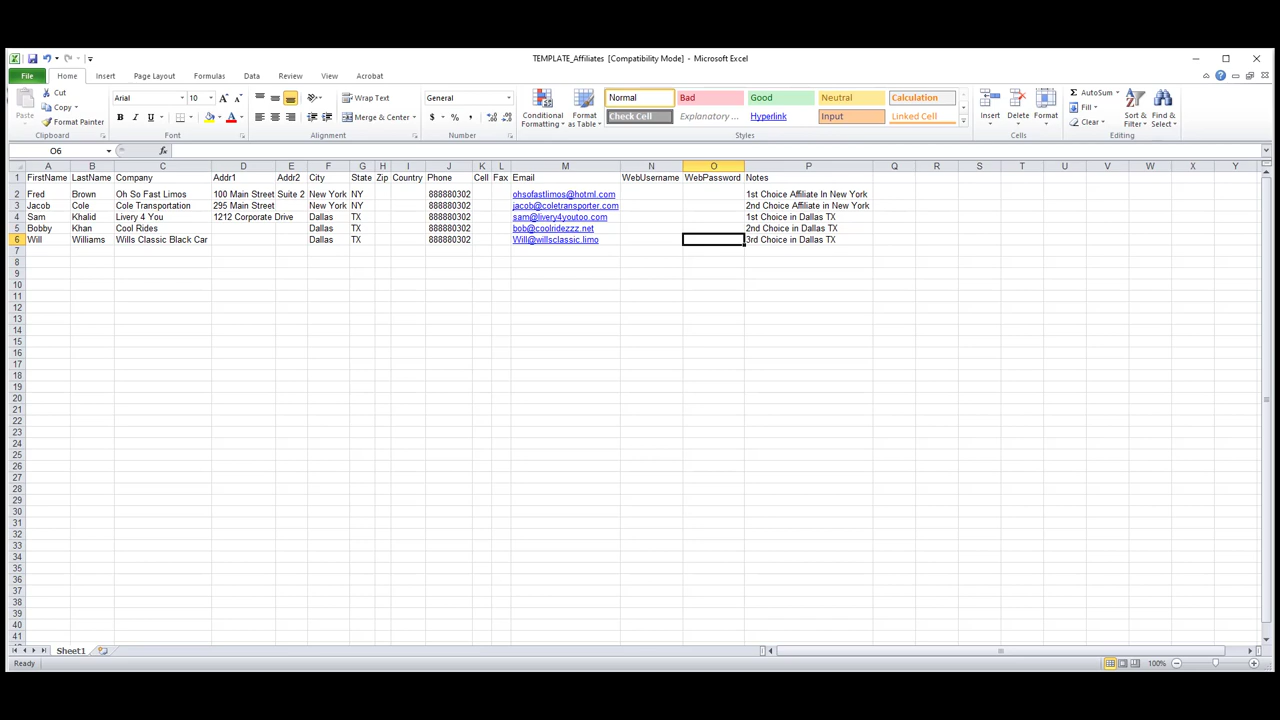 TEMPLATE_Affiliates [Compatibility Mode] - Microsoft Excel
File Home Insert Page Layout Formulas Data Review View Acrobat
Paste Cut Copy Format Painter Clipboard
Arial 10 A A B I U A Font
Wrap Text Merge & Center Alignment
General $ % , Number
Conditional Formatting Format as Table
Normal Bad Good Neutral Calculation
Check Cell Explanatory ... Hyperlink Input Linked Cell
Styles
Insert Delete Format Cells
Σ AutoSum Fill Clear Sort & Filter Find & Select Editing
O6 fx
A B C D E F G H I J K L M N O P Q R S T U V W X Y
1 FirstName LastName Company Addr1 Addr2 City State Zip Country Phone Cell Fax Email WebUsername WebPassword Notes
2 Fred Brown Oh So Fast Limos 100 Main Street Suite 2 New York NY 888880302 ohsofastlimos@hotml.com 1st Choice Affiliate In New York
3 Jacob Cole Cole Transportation 295 Main Street New York NY 888880302 jacob@coletransporter.com 2nd Choice Affiliate in New York
4 Sam Khalid Livery 4 You 1212 Corporate Drive Dallas TX 888880302 sam@livery4youtoo.com 1st Choice in Dallas TX
5 Bobby Khan Cool Rides Dallas TX 888880302 bob@coolridezzz.net 2nd Choice in Dallas TX
6 Will Williams Wills Classic Black Car Dallas TX 888880302 Will@willsclassic.limo 3rd Choice in Dallas TX
7
8
9
10
11
12
13
14
15
16
17
18
19
20
21
22
23
24
25
26
27
28
29
30
31
32
33
34
35
36
37
38
39
40
41
Sheet1
Ready 100%